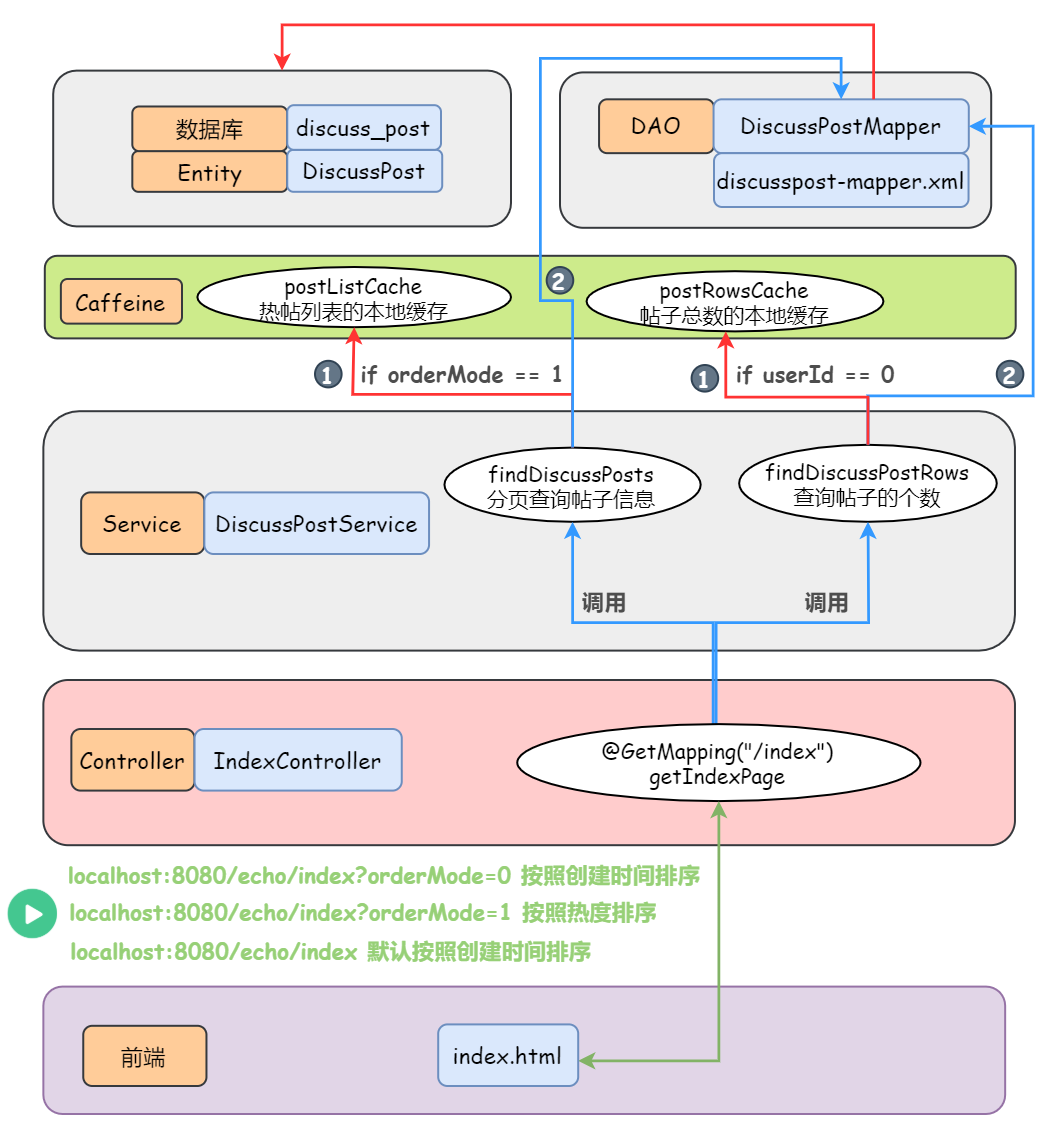 数据库
discuss_post
Entity
DiscussPost
DAO
DiscussPostMapper
discusspost-mapper.xml
Caffeine
postListCache
热帖列表的本地缓存
2
postRowsCache
帖子总数的本地缓存
1
if orderMode == 1
1
if userId == 0
2
Service
DiscussPostService
findDiscussPosts
分页查询帖子信息
findDiscussPostRows
查询帖子的个数
调用
调用
Controller
IndexController
@GetMapping("/index")
getIndexPage
localhost:8080/echo/index?orderMode=0 按照创建时间排序
localhost:8080/echo/index?orderMode=1 按照热度排序
localhost:8080/echo/index 默认按照创建时间排序
前端
index.html